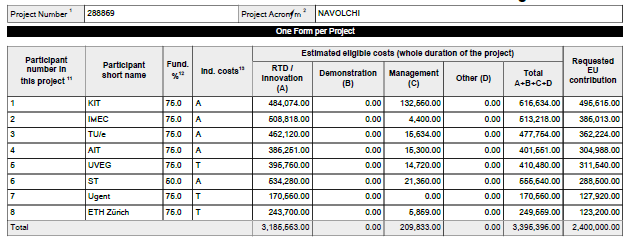 Project Number 1 288869 Project Acronym 2 NAVOLCHI
One Form per Project
Participant number in this project 11 Participant short name Fund. %12 Ind. costs13 Estimated eligible costs (whole duration of the project) Requested EU contribution
RTD / Innovation (A) Demonstration (B) Management (C) Other (D) Total A+B+C+D
1 KIT 75.0 A 484,074.00 0.00 132,560.00 0.00 616,634.00 495,615.00
2 IMEC 75.0 A 508,818.00 0.00 4,400.00 0.00 513,218.00 386,013.00
3 TU/e 75.0 A 462,120.00 0.00 15,634.00 0.00 477,754.00 362,224.00
4 AIT 75.0 A 386,251.00 0.00 15,300.00 0.00 401,551.00 304,988.00
5 UVEG 75.0 T 395,760.00 0.00 14,720.00 0.00 410,480.00 311,540.00
6 ST 50.0 A 534,280.00 0.00 21,360.00 0.00 555,640.00 288,500.00
7 Ugent 75.0 T 170,560.00 0.00 0.00 0.00 170,560.00 127,920.00
8 ETH Zürich 75.0 T 243,700.00 0.00 5,859.00 0.00 249,559.00 123,200.00
Total 3,185,563.00 0.00 209,833.00 0.00 3,395,396.00 2,400,000.00